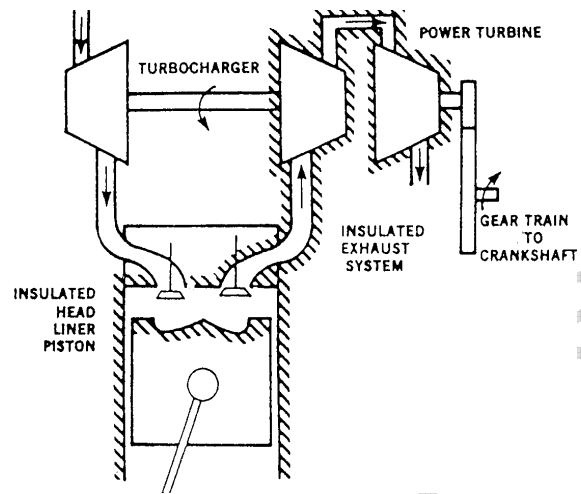 POWER TURBINE
TURBOCHARGER
GEAR TRAIN
TO
CRANKSHAFT
INSULATED
EXHAUST
SYSTEM
INSULATED
HEAD
LINER
PISTON